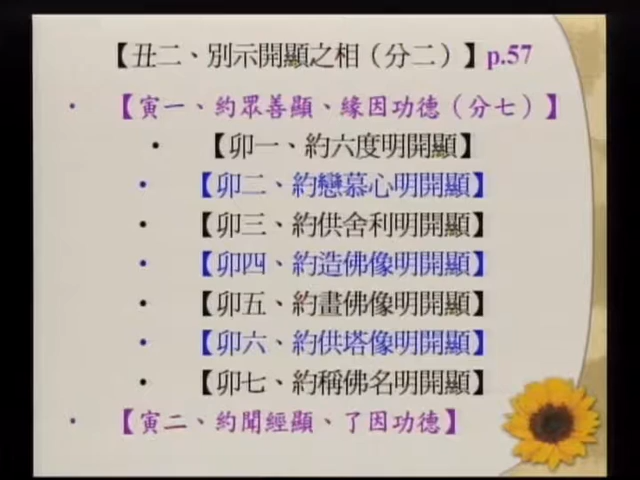 【丑二、別示開顯之相（分二）】p.57
• 【寅一、約眾善顯、緣因功德（分七）】
• 【卯一、約六度明開顯】
• 【卯二、約戀慕心明開顯】
• 【卯三、約供舍利明開顯】
• 【卯四、約造佛像明開顯】
• 【卯五、約畫佛像明開顯】
• 【卯六、約供塔像明開顯】
• 【卯七、約稱佛名明開顯】
• 【寅二、約聞經顯、了因功德】